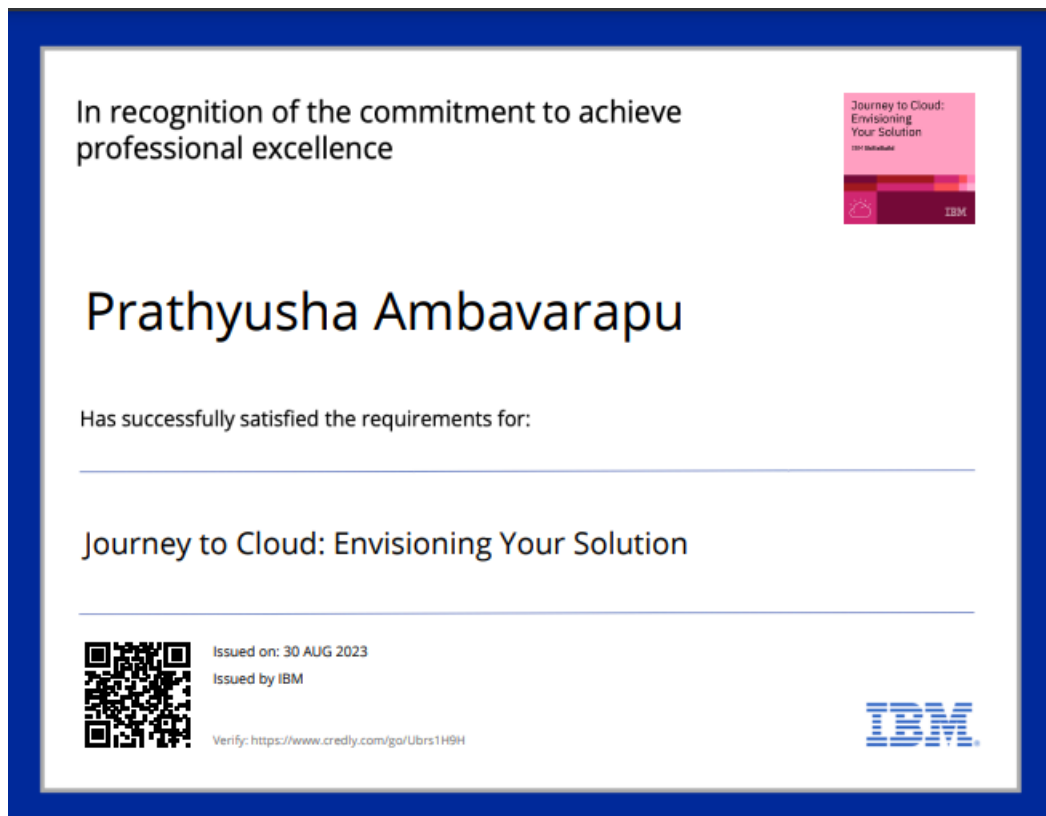 In recognition of the commitment to achieve
professional excellence
Journey to Cloud:
Envisioning
Your Solution
IBM
IBM
Prathyusha Ambavarapu
Has successfully satisfied the requirements for:
Journey to Cloud: Envisioning Your Solution
Issued on: 30 AUG 2023
Issued by IBM
Verify: https://www.credly.com/go/Ubrs1H9H
IBM